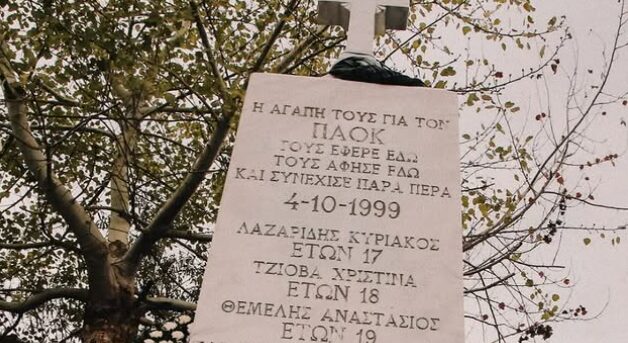 Η ΑΓΑΠΗ ΤΟΥΣ ΓΙΑ ΤΟΝ
ΠΑΟΚ
ΤΟΥΣ ΕΦΕΡΕ ΕΔΩ
ΤΟΥΣ ΑΦΗΣΕ ΕΔΩ
ΚΑΙ ΣΥΝΕΧΙΣΕ ΠΑΡΑ ΠΕΡΑ
4-10-1999
ΛΑΖΑΡΙΔΗΣ ΚΥΡΙΑΚΟΣ
ΕΤΩΝ 17
ΤΖΙΟΒΑ ΧΡΙΣΤΙΝΑ
ΕΤΩΝ 18
ΘΕΜΕΛΗΣ ΑΝΑΣΤΑΣΙΟΣ
ΕΤΩΝ 19